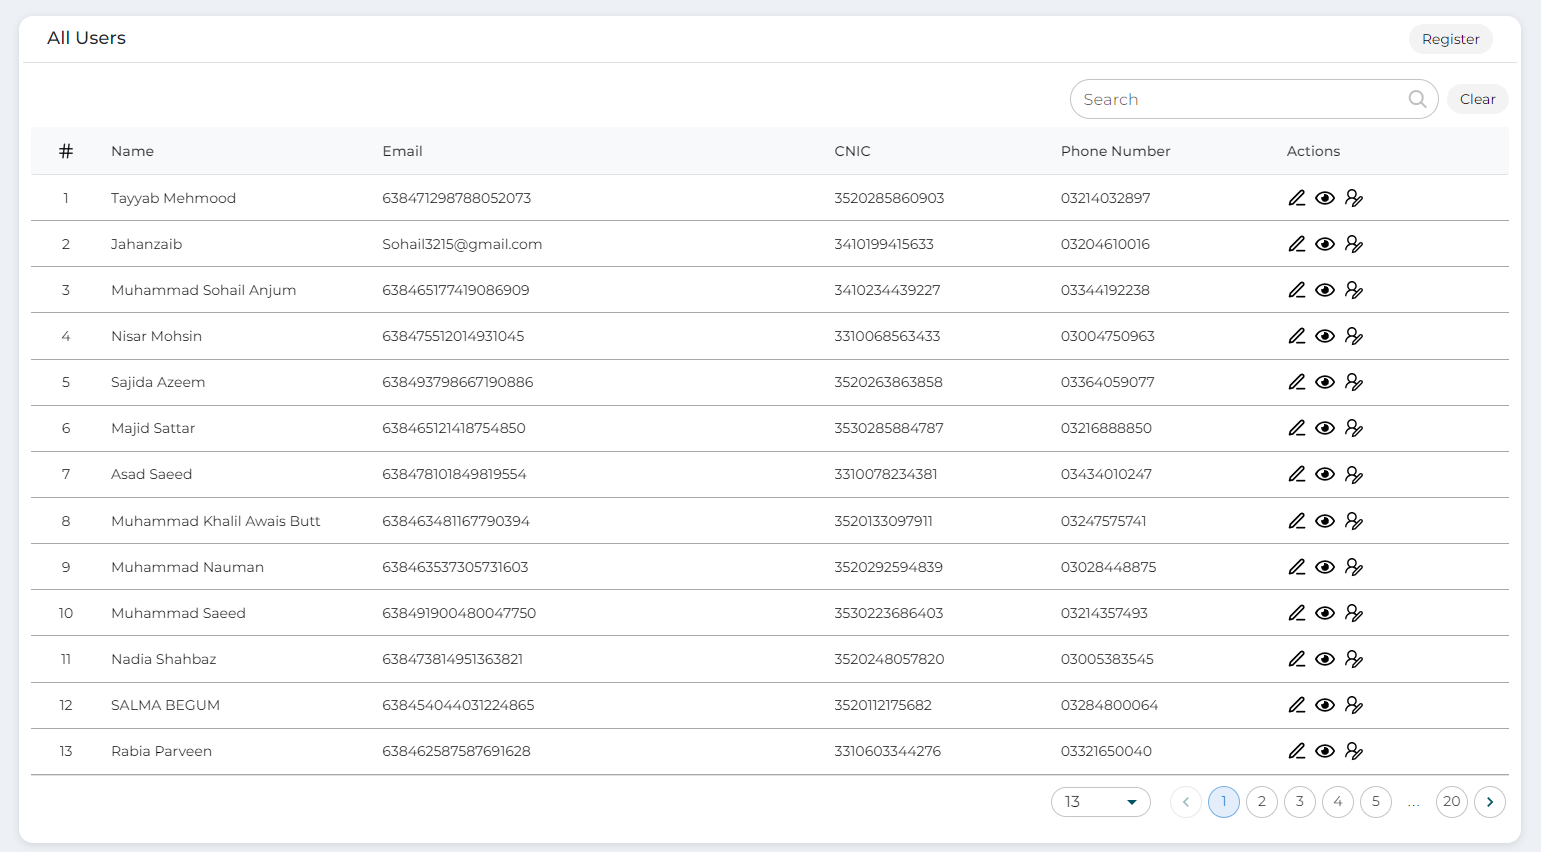 All Users Register
Search Clear
# Name Email CNIC Phone Number Actions
1 Tayyab Mehmood 638471298788052073 3520285860903 03214032897
2 Jahanzaib Sohail3215@gmail.com 3410199415633 03204610016
3 Muhammad Sohail Anjum 638465177419086909 3410234439227 03344192238
4 Nisar Mohsin 638475512014931045 3310068563433 03004750963
5 Sajida Azeem 638493798667190886 3520263863858 03364059077
6 Majid Sattar 638465121418754850 3530285884787 03216888850
7 Asad Saeed 638478101849819554 3310078234381 03434010247
8 Muhammad Khalil Awais Butt 638463481167790394 3520133097911 03247575741
9 Muhammad Nauman 638463537305731603 3520292594839 03028448875
10 Muhammad Saeed 638491900480047750 3530223686403 03214357493
11 Nadia Shahbaz 638473814951363821 3520248057820 03005383545
12 SALMA BEGUM 638454044031224865 3520112175682 03284800064
13 Rabia Parveen 638462587587691628 3310603344276 03321650040
13 1 2 3 4 5 ... 20